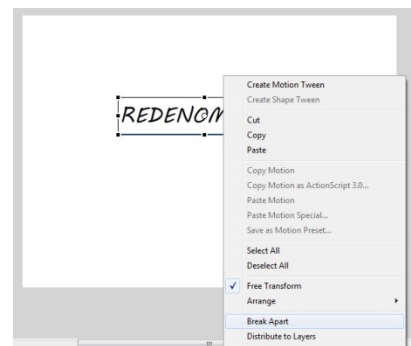 Create Motion Tween
Create Shape Tween
Cut
Copy
Paste
Copy Motion
Copy Motion as ActionScript 3.0...
Paste Motion
Paste Motion Special...
Save as Motion Preset...
Select All
Deselect All
Free Transform
Arrange
Break Apart
Distribute to Layers